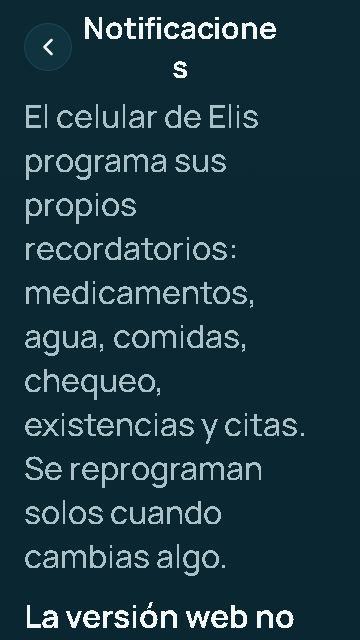 Notificacione
s
El celular de Elis
programa sus
propios
recordatorios:
medicamentos,
agua, comidas,
chequeo,
existencias y citas.
Se reprograman
solos cuando
cambias algo.
La versión web no